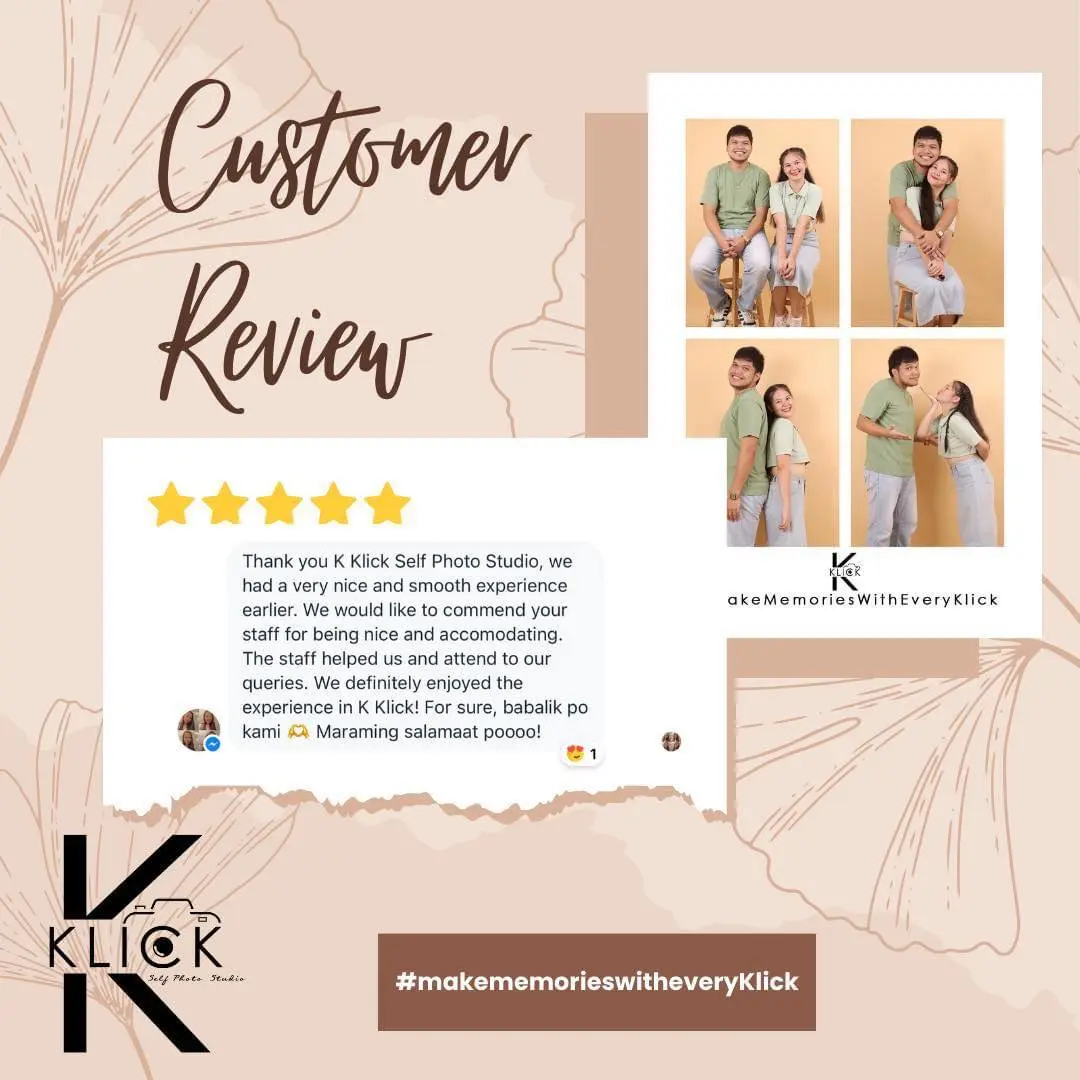 Customer
Review
Thank you K Klick Self Photo Studio, we
had a very nice and smooth experience
earlier. We would like to commend your
staff for being nice and accomodating.
The staff helped us and attend to our
queries. We definitely enjoyed the
experience in K Klick! For sure, babalik po
kami 🫶 Maraming salamaat poooo!
😍 1
K
KLICK
akeMemoriesWithEveryKlick
K
KLICK
Self Photo Studio
#makememorieswitheveryKlick